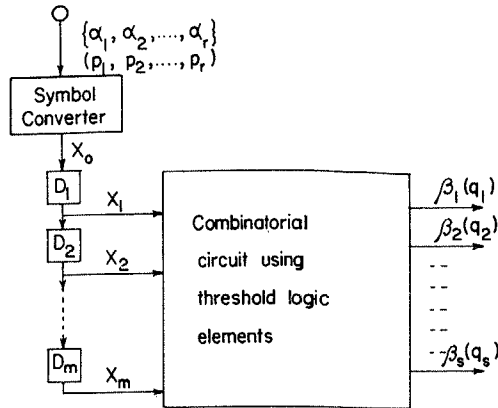 {α₁, α₂,...., αᵣ}
(p₁, p₂,...., pᵣ)
Symbol
Converter
X₀
D₁
X₁
D₂
X₂
Dₘ
Xₘ
Combinatorial
circuit using
threshold logic
elements
β₁(q₁)
β₂(q₂)
βₛ(qₛ)